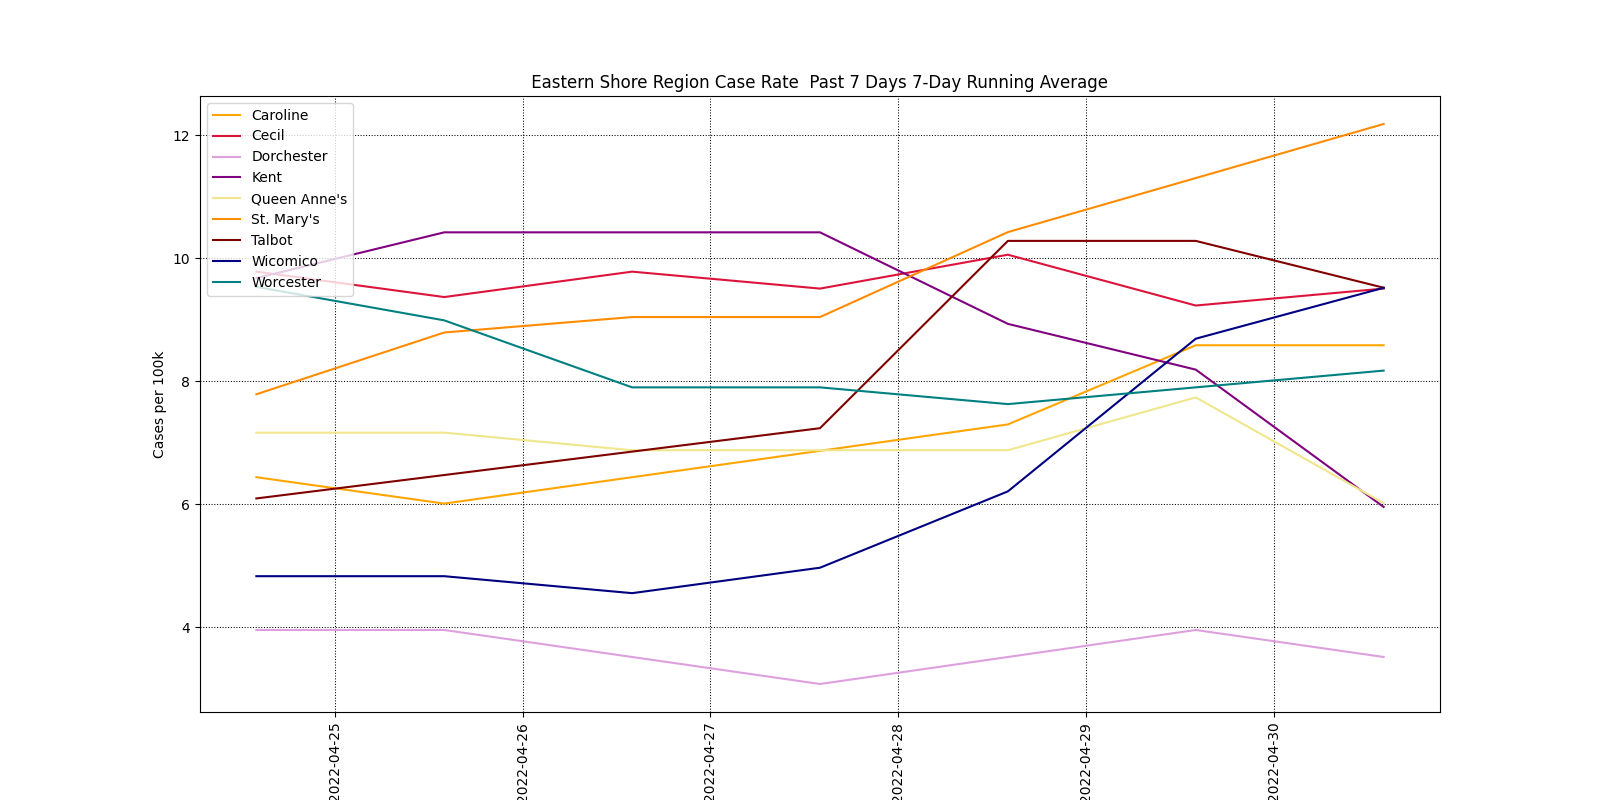 Eastern Shore Region Case Rate  Past 7 Days 7-Day Running Average
Caroline
Cecil
Dorchester
Kent
Queen Anne's
St. Mary's
Talbot
Wicomico
Worcester
Cases per 100k
12
10
8
6
4
2022-04-25
2022-04-26
2022-04-27
2022-04-28
2022-04-29
2022-04-30